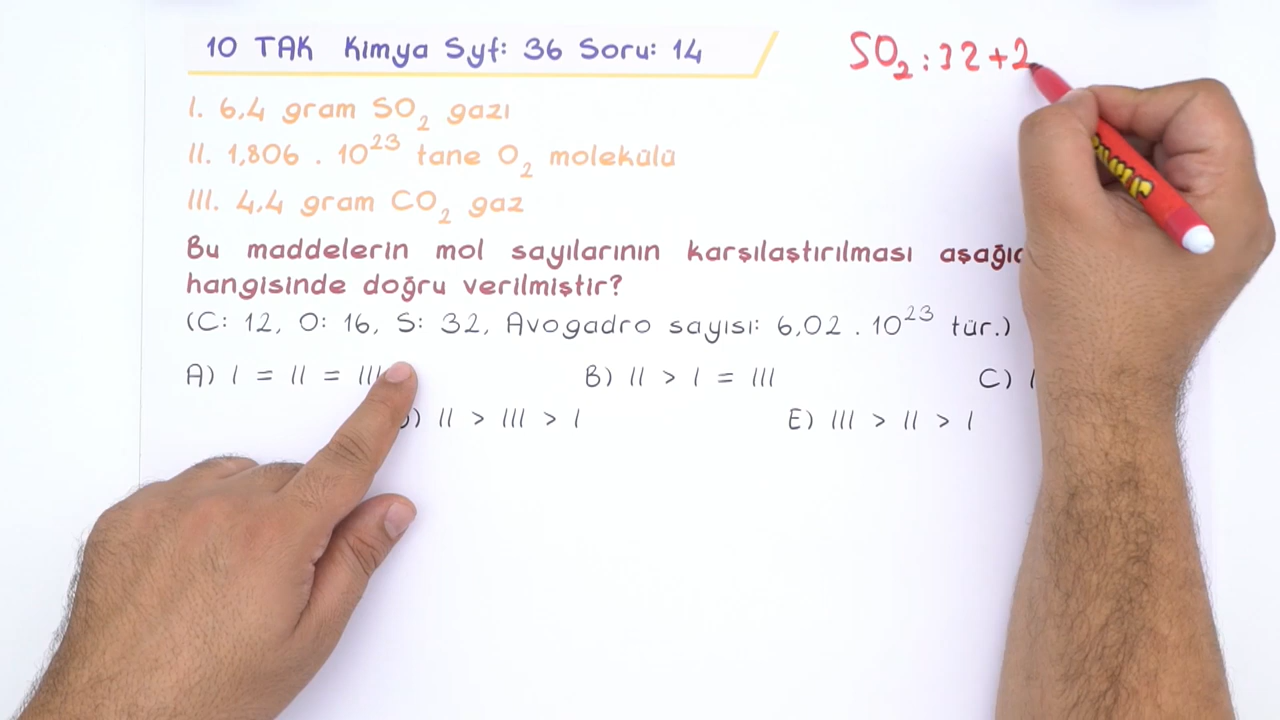 10 TAK Kimya Syf: 36 Soru: 14
SO2 : 32 + 2
I. 6,4 gram SO2 gazı
II. 1,806 . 10^23 tane O2 molekülü
III. 4,4 gram CO2 gaz
Bu maddelerin mol sayılarının karşılaştırılması
hangisinde doğru verilmiştir?
(C: 12, O: 16, S: 32, Avogadro sayısı: 6,02 . 10^23 tür.)
A) I = II = III B) II > I = III C)
) II > III > I E) III > II > I